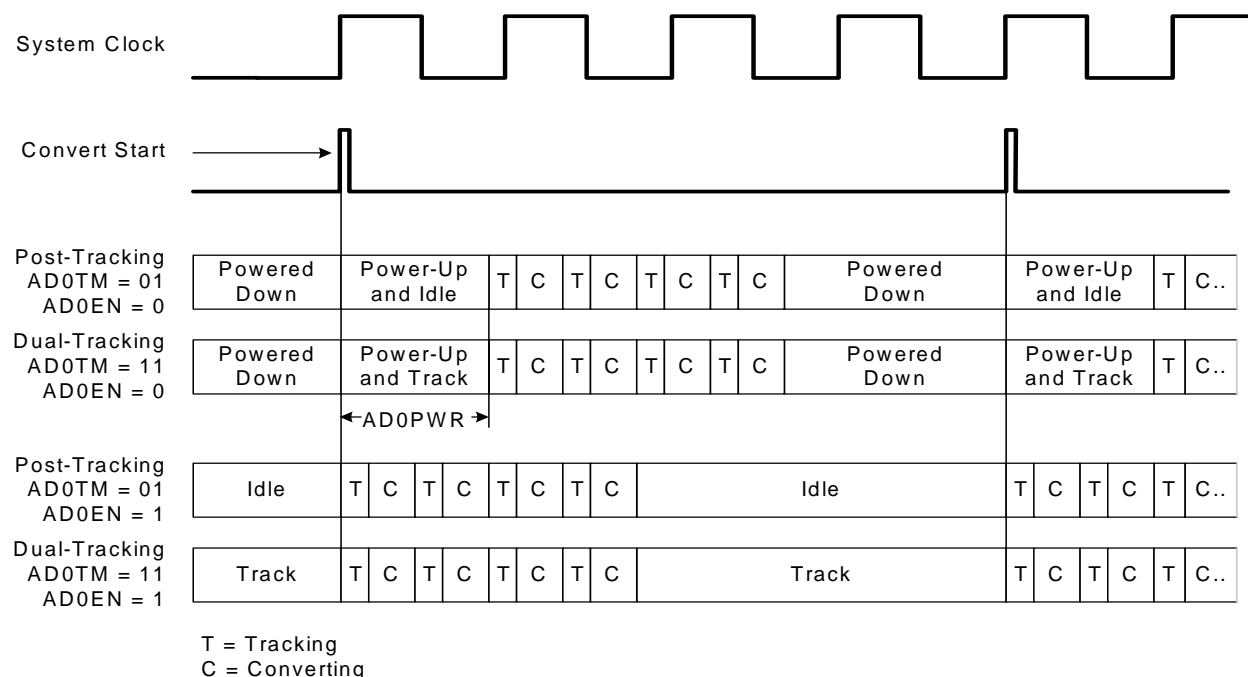 System Clock
Convert Start
Post-Tracking
AD0TM = 01
AD0EN = 0
Powered
Down
Power-Up
and Idle
T C T C T C T C
Powered
Down
Power-Up
and Idle
T C..
Dual-Tracking
AD0TM = 11
AD0EN = 0
Powered
Down
Power-Up
and Track
T C T C T C T C
Powered
Down
Power-Up
and Track
T C..
AD0PWR
Post-Tracking
AD0TM = 01
AD0EN = 1
Idle T C T C T C T C Idle T C T C T C..
Dual-Tracking
AD0TM = 11
AD0EN = 1
Track T C T C T C T C Track T C T C T C..
T = Tracking
C = Converting